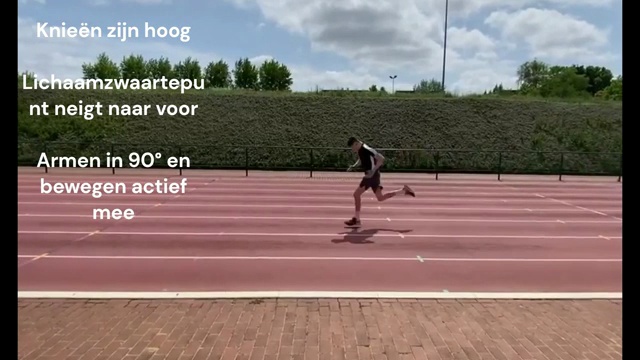 Knieën zijn hoog
Lichaamzwaartepu
nt neigt naar voor
Armen in 90° en
bewegen actief
mee